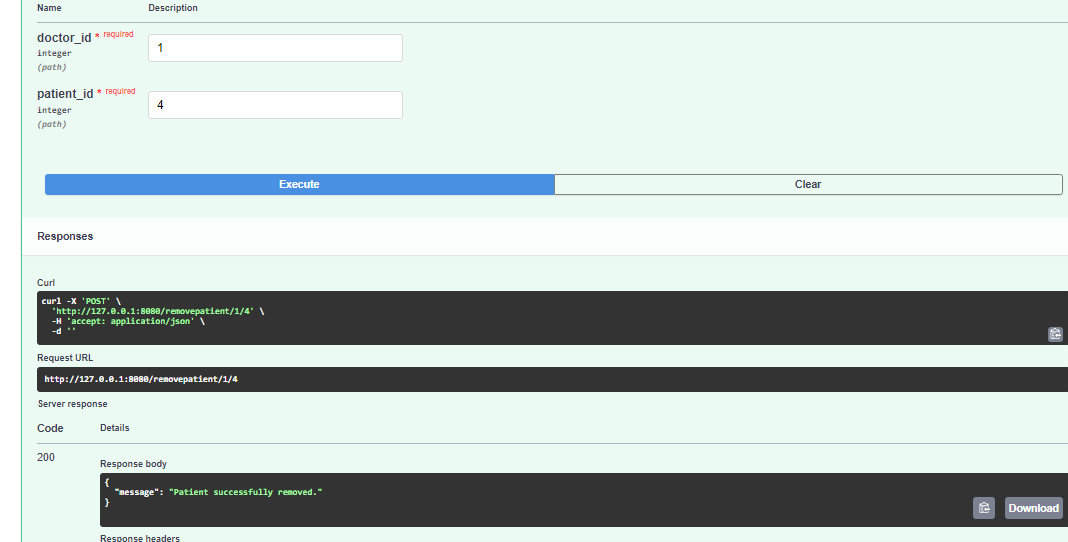 Name Description
doctor_id * required
integer
(path)
1
patient_id * required
integer
(path)
4
Execute Clear
Responses
Curl
curl -X 'POST' \
'http://127.0.0.1:8080/removepatient/1/4' \
-H 'accept: application/json' \
-d ''
Request URL
http://127.0.0.1:8080/removepatient/1/4
Server response
Code Details
200
Response body
{
"message": "Patient successfully removed."
}
Download
Response headers